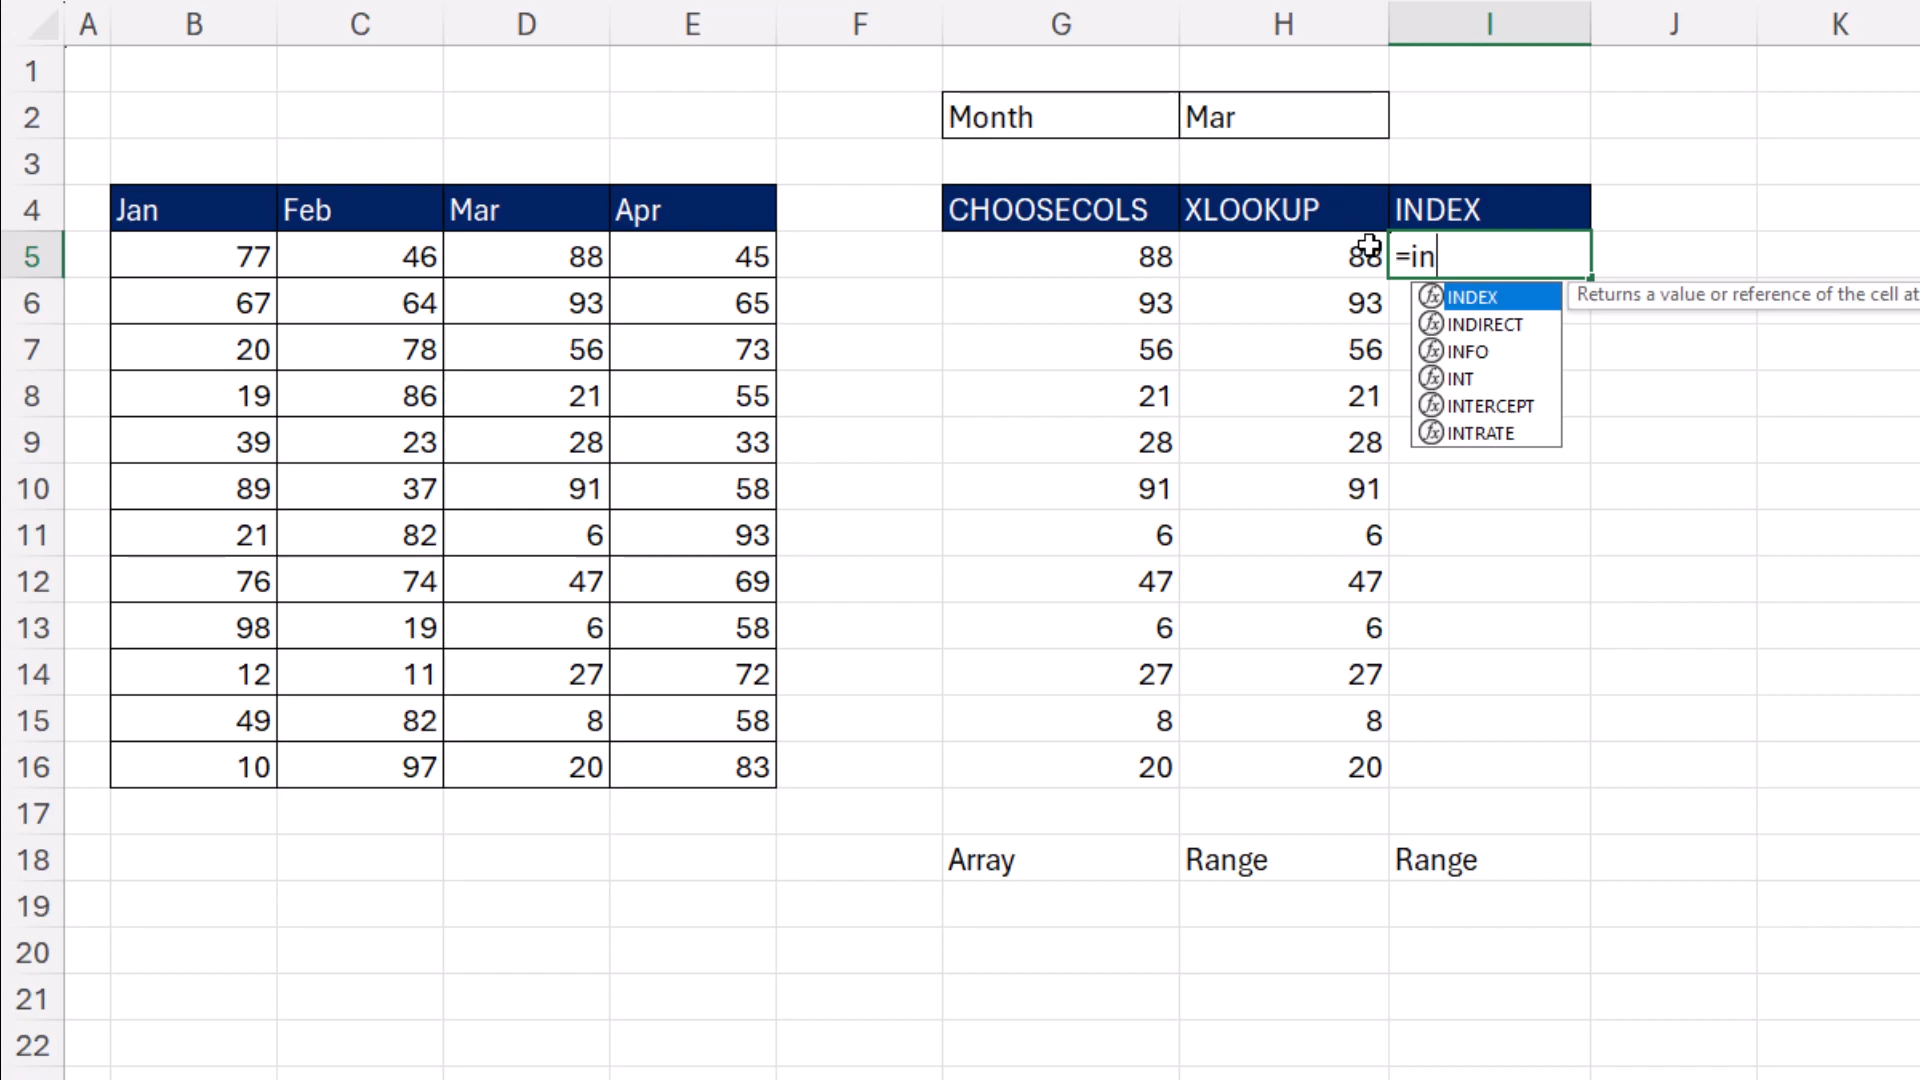 A B C D E F G H I J K
1
2 Month Mar
3
4 Jan Feb Mar Apr CHOOSECOLS XLOOKUP INDEX
5 77 46 88 45 88 88 =in
INDEX Returns a value or reference of the cell at
6 67 64 93 65 93 93
INDIRECT
7 20 78 56 73 56 56
INFO
INT
8 19 86 21 55 21 21
INTERCEPT
9 39 23 28 33 28 28
INTRATE
10 89 37 91 58 91 91
11 21 82 6 93 6 6
12 76 74 47 69 47 47
13 98 19 6 58 6 6
14 12 11 27 72 27 27
15 49 82 8 58 8 8
16 10 97 20 83 20 20
17
18 Array Range Range
19
20
21
22